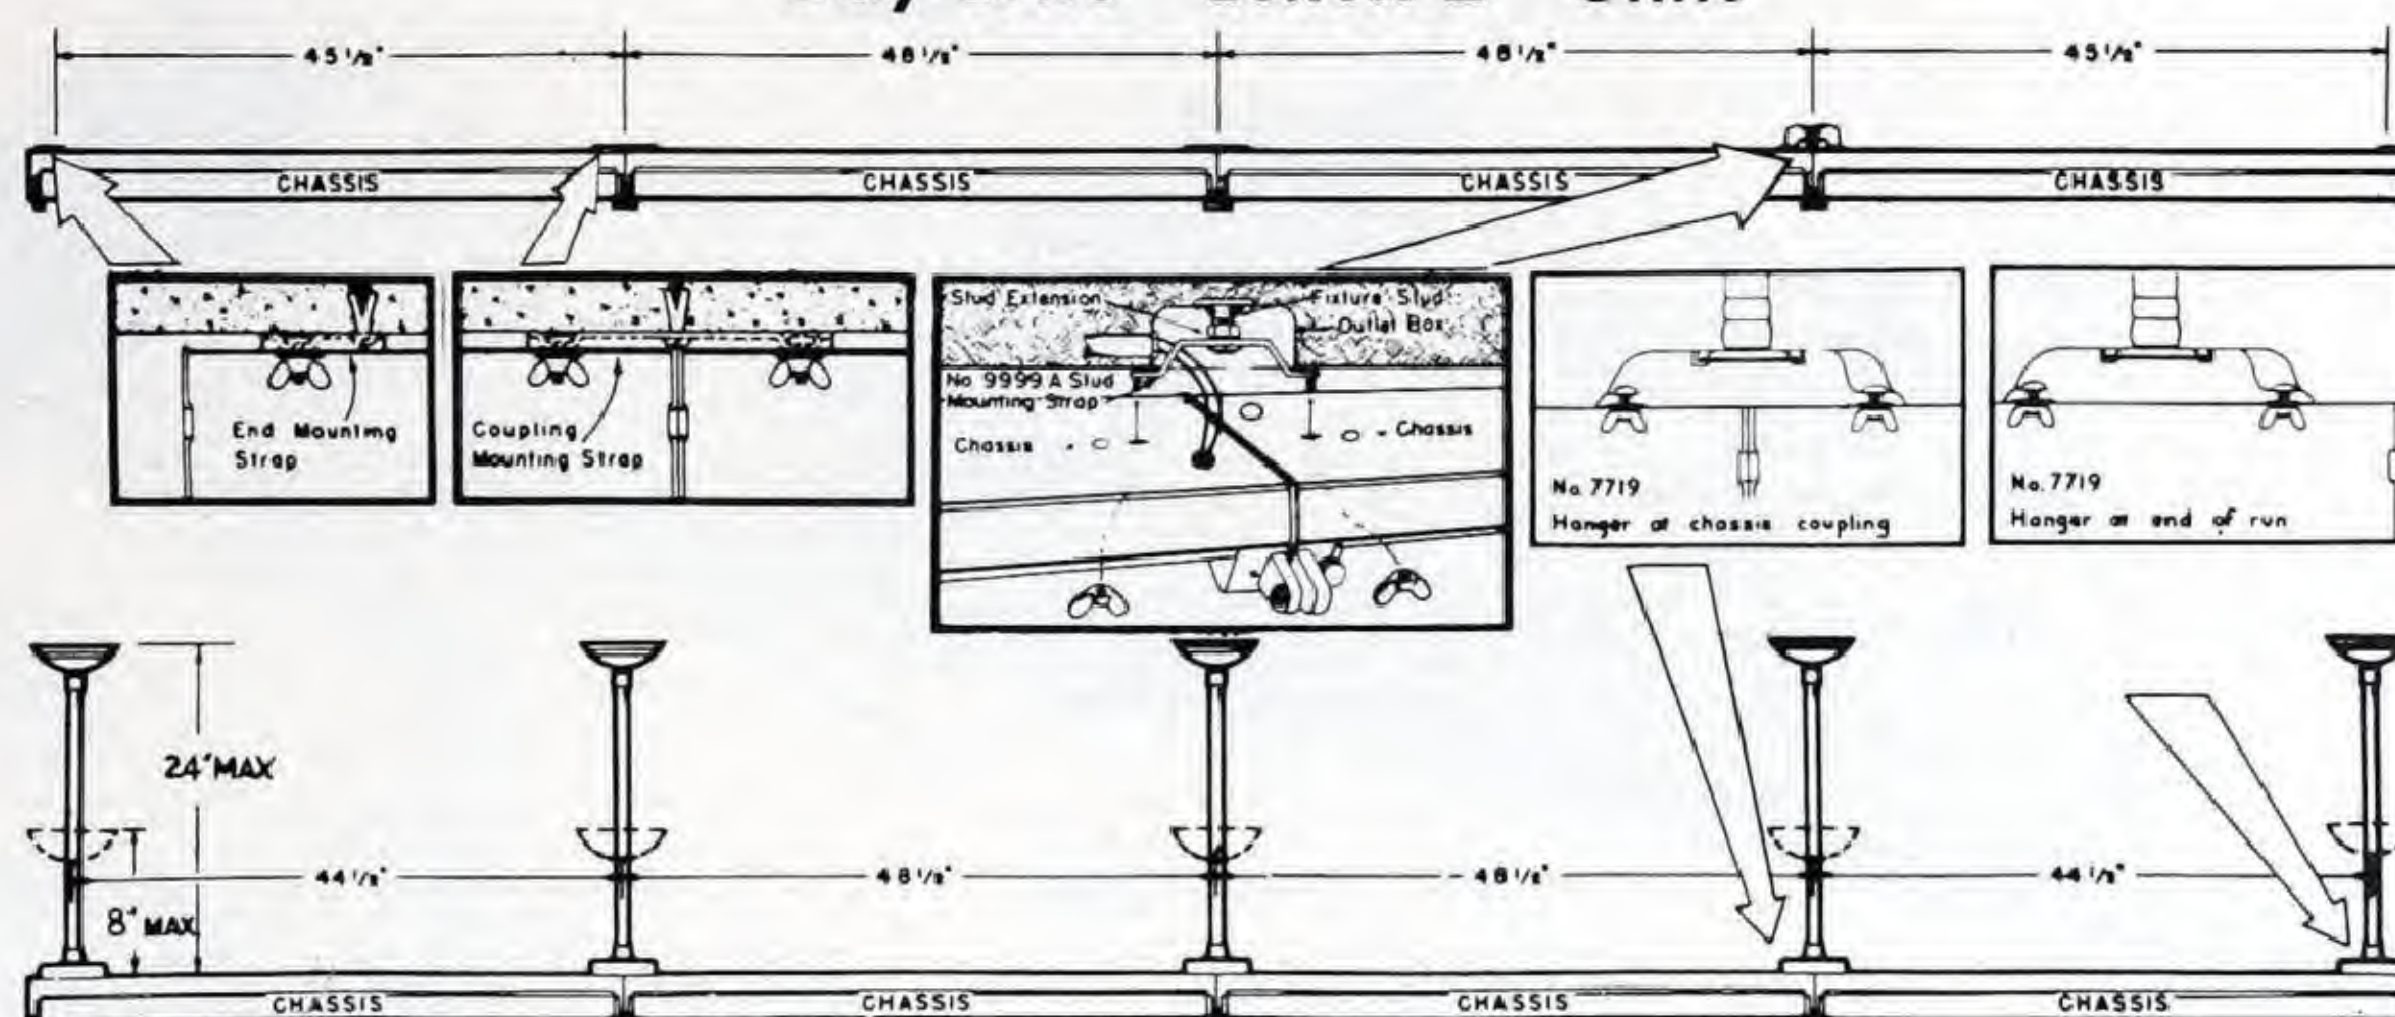 45 1/2" 48 1/2" 48 1/2" 45 1/2"
CHASSIS CHASSIS CHASSIS CHASSIS
End Mounting
Strap
Coupling
Mounting Strap
Stud Extension
Fixture Stud
Outlet Box
No 9999 A Stud
Mounting Strap
Chassis
Chassis
No. 7719
Hanger at chassis coupling
No. 7719
Hanger at end of run
24" MAX
8" MAX
44 1/2" 48 1/2" 48 1/2" 44 1/2"
CHASSIS CHASSIS CHASSIS CHASSIS